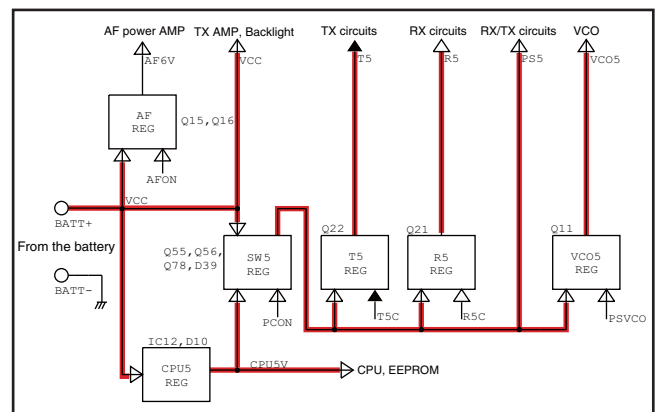 AF power AMP TX AMP, Backlight TX circuits RX circuits RX/TX circuits VCO
AF6V VCC T5 R5 PS5 VCO5
AF
REG
Q15,Q16
AFON
VCC
BATT+
From the battery
BATT-
Q55,Q56,
Q78,D39
SW5
REG
PCON
Q22
T5
REG
T5C
Q21
R5
REG
R5C
Q11
VCO5
REG
PSVCO
IC12,D10
CPU5
REG
CPU5V
CPU, EEPROM